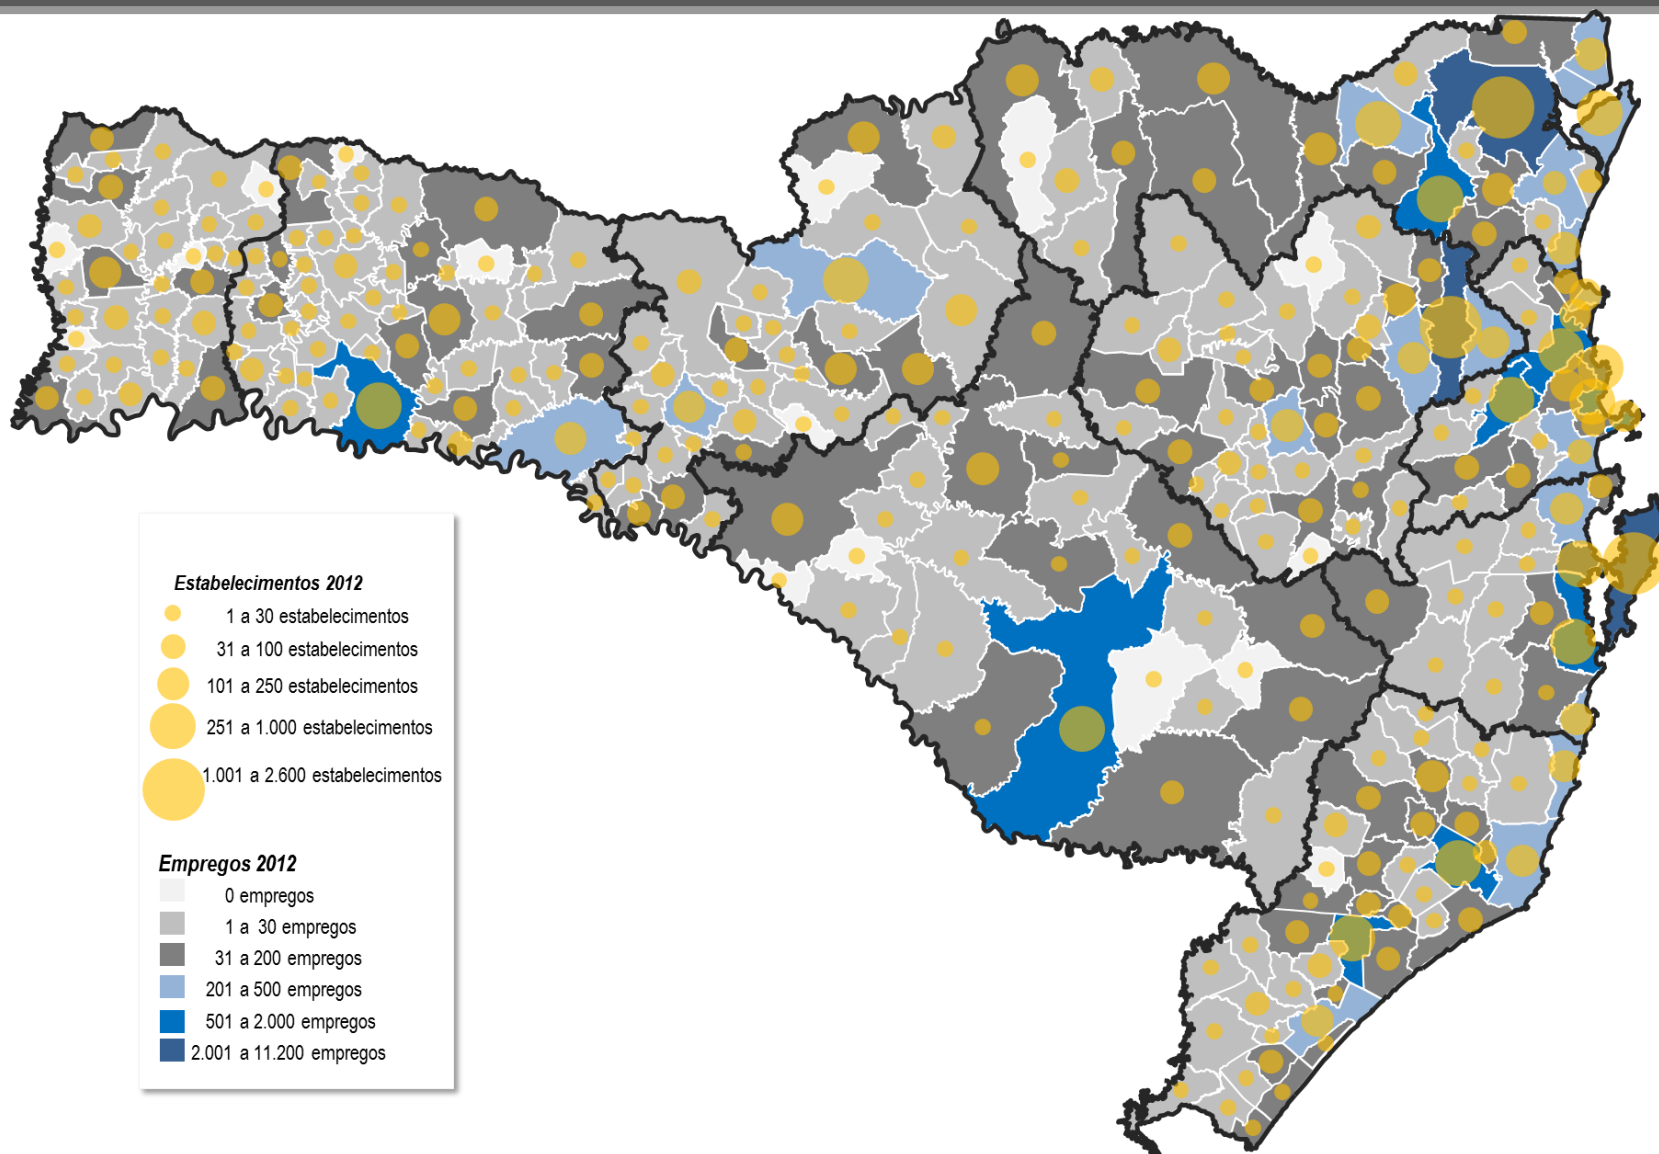 Estabelecimentos 2012
1 a 30 estabelecimentos
31 a 100 estabelecimentos
101 a 250 estabelecimentos
251 a 1.000 estabelecimentos
1.001 a 2.600 estabelecimentos
Empregos 2012
0 empregos
1 a 30 empregos
31 a 200 empregos
201 a 500 empregos
501 a 2.000 empregos
2.001 a 11.200 empregos